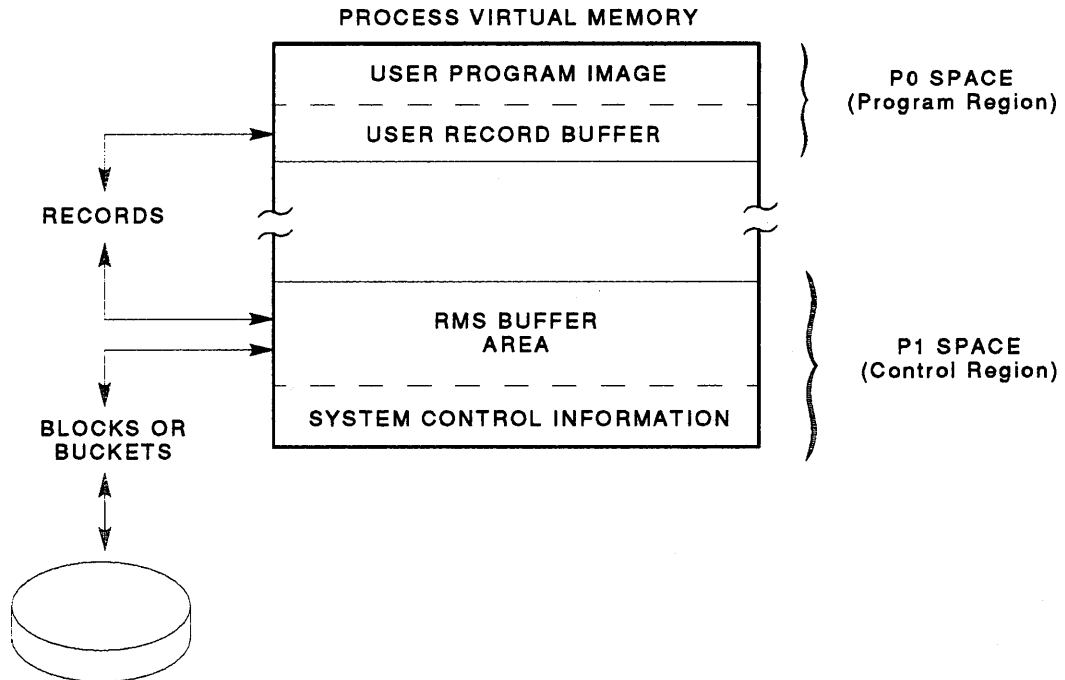 PROCESS VIRTUAL MEMORY
USER PROGRAM IMAGE
USER RECORD BUFFER
P0 SPACE
(Program Region)
RECORDS
RMS BUFFER
AREA
P1 SPACE
(Control Region)
SYSTEM CONTROL INFORMATION
BLOCKS OR
BUCKETS